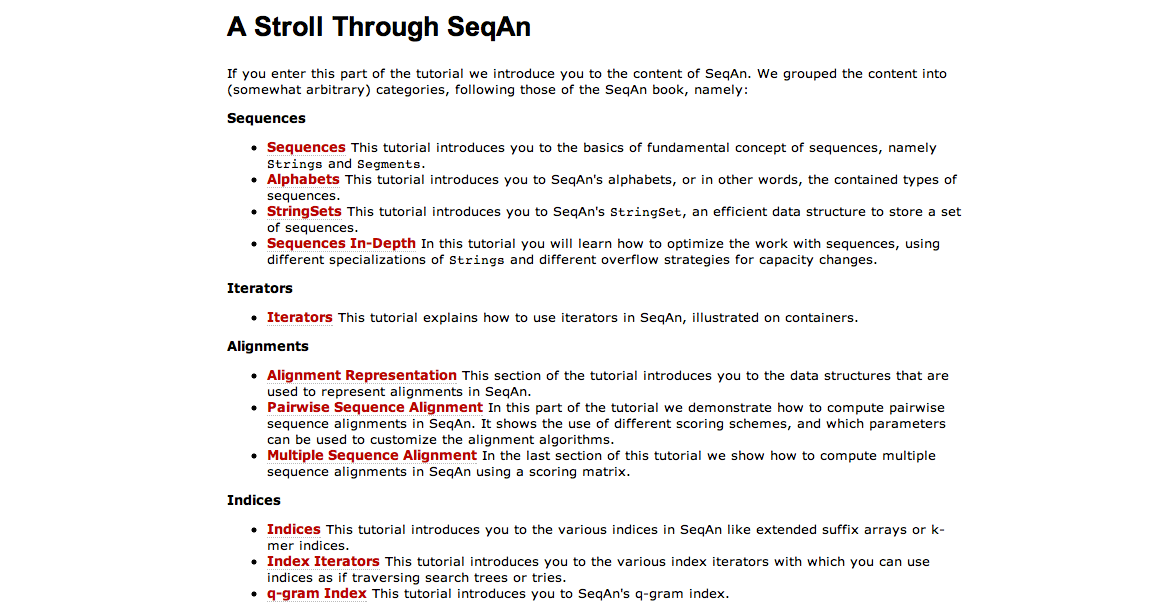 A Stroll Through SeqAn
If you enter this part of the tutorial we introduce you to the content of SeqAn. We grouped the content into
(somewhat arbitrary) categories, following those of the SeqAn book, namely:
Sequences
• Sequences This tutorial introduces you to the basics of fundamental concept of sequences, namely
Strings and Segments.
• Alphabets This tutorial introduces you to SeqAn's alphabets, or in other words, the contained types of
sequences.
• StringSets This tutorial introduces you to SeqAn's StringSet, an efficient data structure to store a set
of sequences.
• Sequences In-Depth In this tutorial you will learn how to optimize the work with sequences, using
different specializations of Strings and different overflow strategies for capacity changes.
Iterators
• Iterators This tutorial explains how to use iterators in SeqAn, illustrated on containers.
Alignments
• Alignment Representation This section of the tutorial introduces you to the data structures that are
used to represent alignments in SeqAn.
• Pairwise Sequence Alignment In this part of the tutorial we demonstrate how to compute pairwise
sequence alignments in SeqAn. It shows the use of different scoring schemes, and which parameters
can be used to customize the alignment algorithms.
• Multiple Sequence Alignment In the last section of this tutorial we show how to compute multiple
sequence alignments in SeqAn using a scoring matrix.
Indices
• Indices This tutorial introduces you to the various indices in SeqAn like extended suffix arrays or k-
mer indices.
• Index Iterators This tutorial introduces you to the various index iterators with which you can use
indices as if traversing search trees or tries.
• q-gram Index This tutorial introduces you to SeqAn's q-gram index.